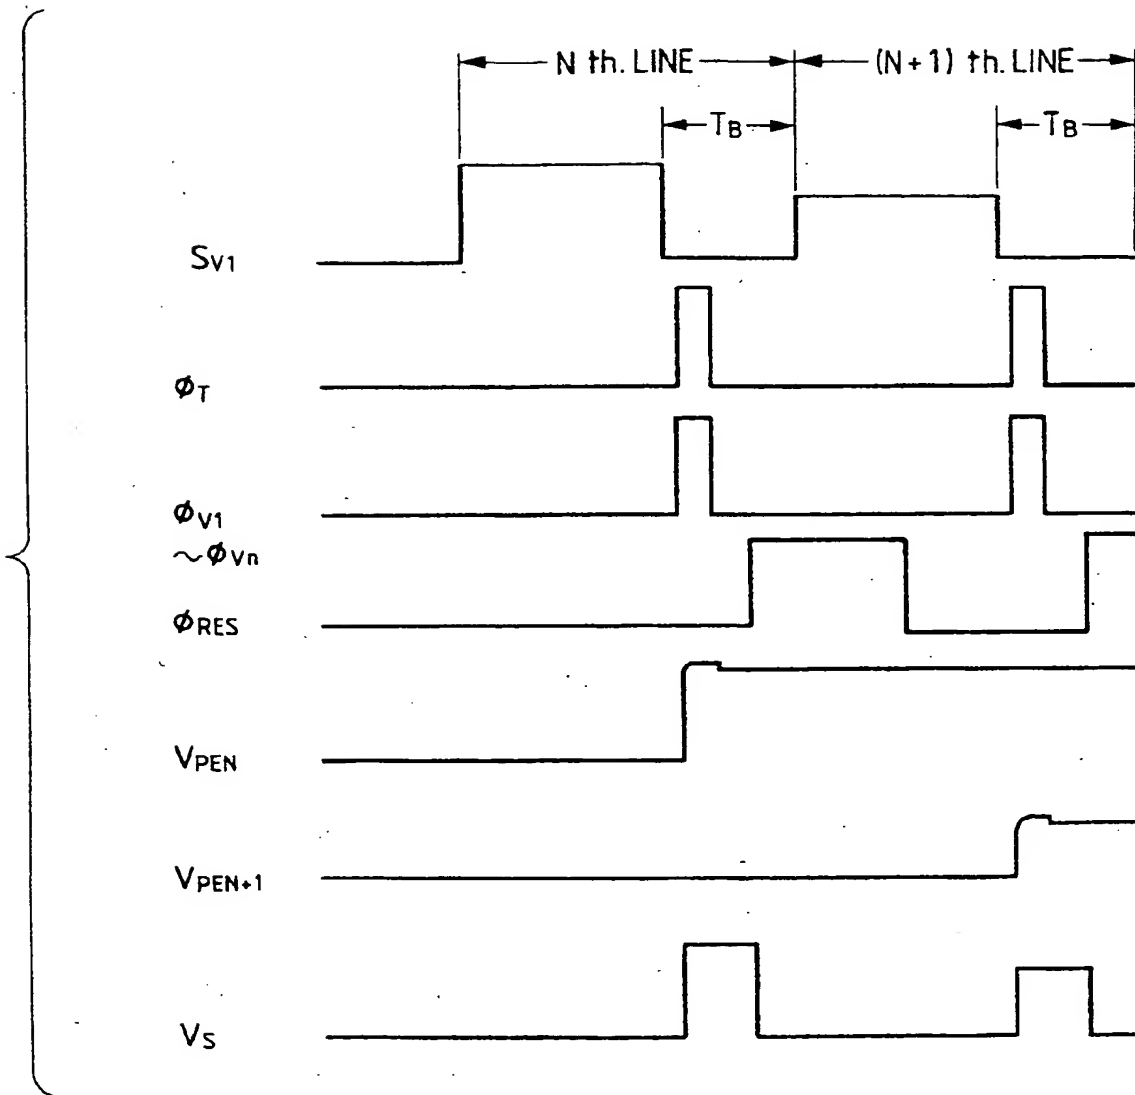 N th. LINE (N+1) th. LINE
TB TB
SV1
ϕT
ϕV1
~ϕVn
ϕRES
VPEN
VPEN+1
VS